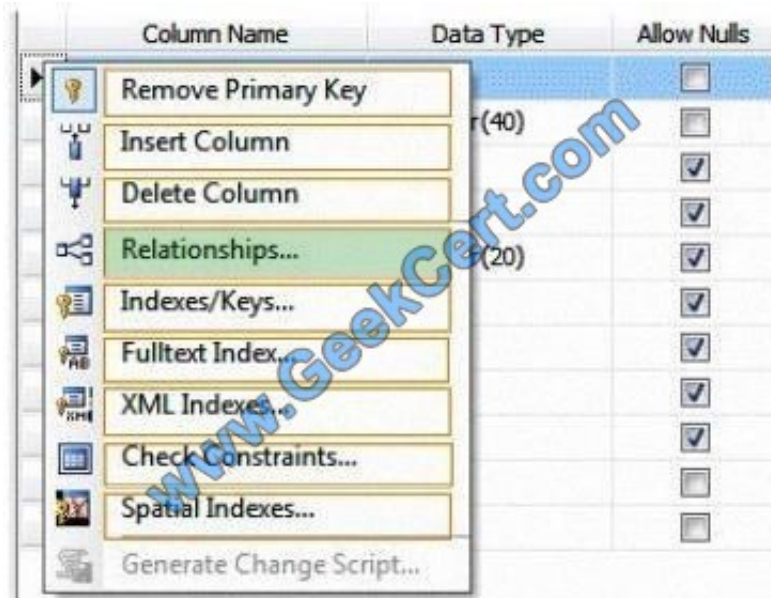 Column Name Data Type Allow Nulls
Remove Primary Key
r(40)
Insert Column
Delete Column
Relationships...
(20)
Indexes/Keys...
Fulltext Index...
XML Indexes...
Check Constraints...
Spatial Indexes...
Generate Change Script...
www.GeekCert.com